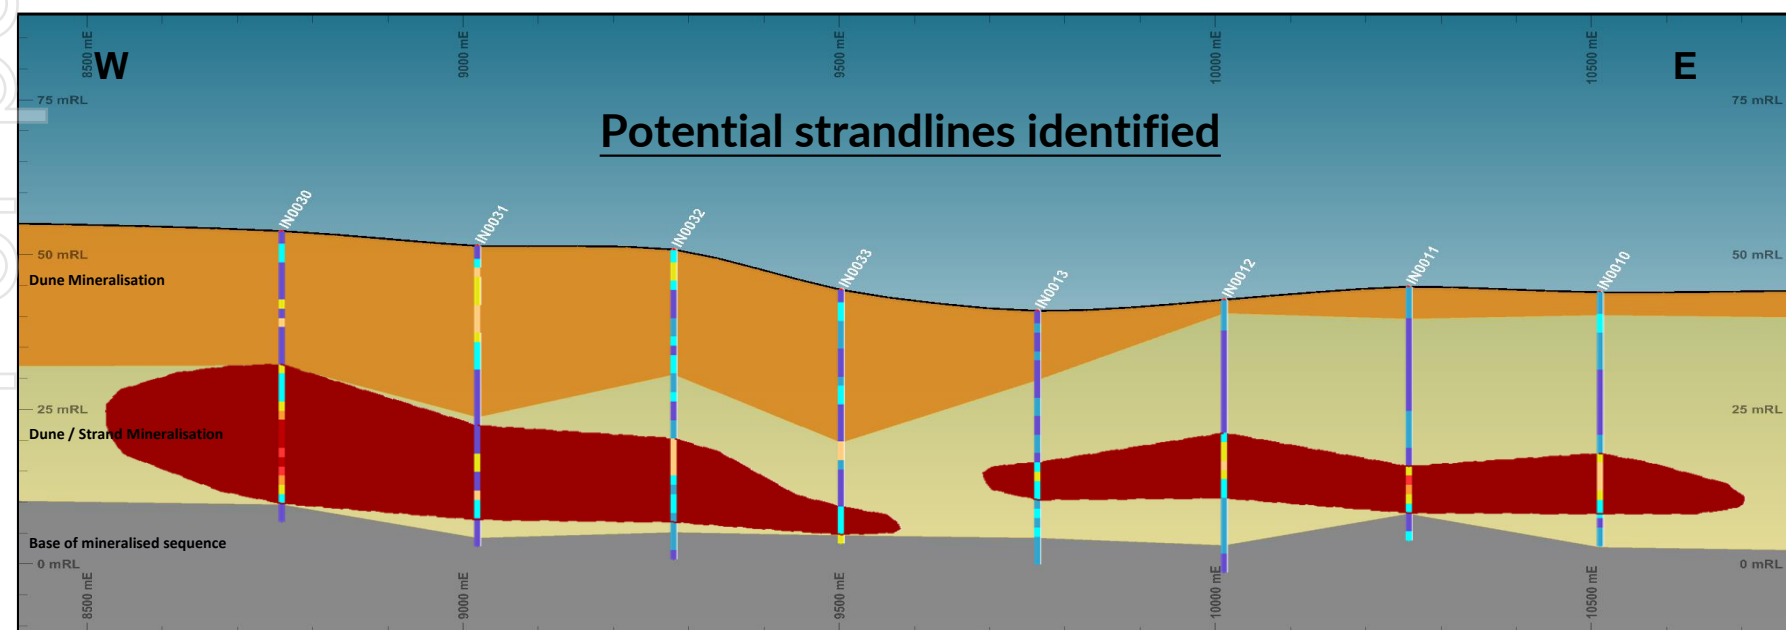 8500 mE
9000 mE
9500 mE
10000 mE
10500 mE
W
E
75 mRL
75 mRL
Potential strandlines identified
IN0030
IN0031
IN0032
IN0033
IN0013
IN0012
IN0011
IN0010
50 mRL
50 mRL
Dune Mineralisation
25 mRL
25 mRL
Dune / Strand Mineralisation
Base of mineralised sequence
0 mRL
0 mRL
8500 mE
9000 mE
9500 mE
10000 mE
10500 mE